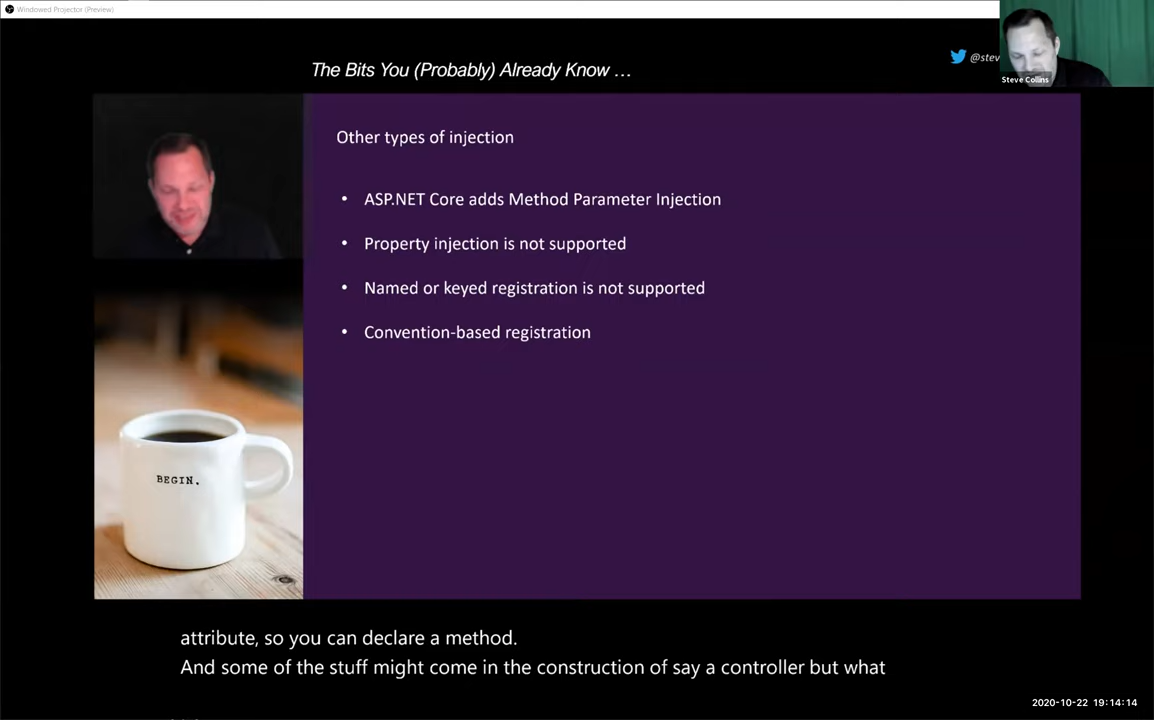 Windowed Projector (Preview)
The Bits You (Probably) Already Know ...
@stev
Steve Collins
Other types of injection
• ASP.NET Core adds Method Parameter Injection
• Property injection is not supported
• Named or keyed registration is not supported
• Convention-based registration
BEGIN.
attribute, so you can declare a method.
And some of the stuff might come in the construction of say a controller but what
2020-10-22 19:14:14